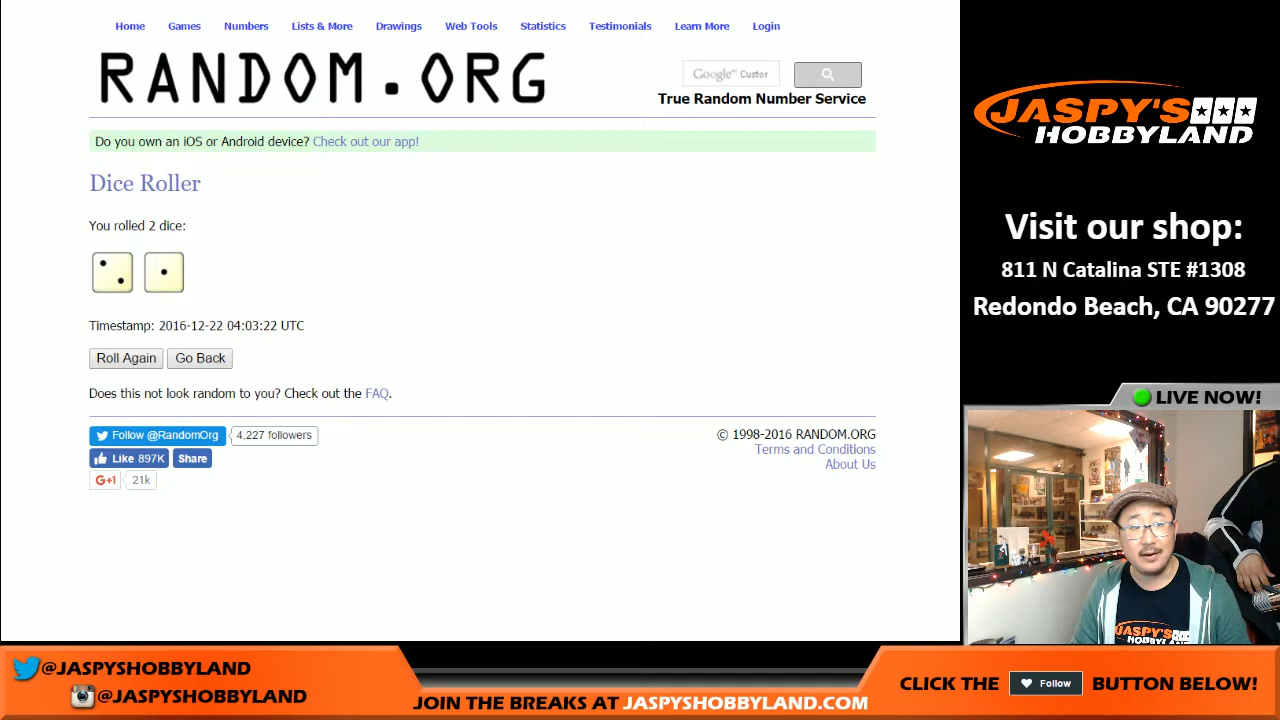 Home Games Numbers Lists & More Drawings Web Tools Statistics Testimonials Learn More Login
RANDOM.ORG
Google™ Custor
True Random Number Service
Do you own an iOS or Android device? Check out our app!
Dice Roller
You rolled 2 dice:
Timestamp: 2016-12-22 04:03:22 UTC
Roll Again Go Back
Does this not look random to you? Check out the FAQ.
Follow @RandomOrg 4,227 followers
Like 897K Share
G+1 21k
© 1998-2016 RANDOM.ORG
Terms and Conditions
About Us
JASPY'S
HOBBYLAND
Visit our shop:
811 N Catalina STE #1308
Redondo Beach, CA 90277
LIVE NOW!
JASPY'S
HOBBYLAND
@JASPYSHOBBYLAND
@JASPYSHOBBYLAND
JOIN THE BREAKS AT JASPYSHOBBYLAND.COM
CLICK THE Follow BUTTON BELOW!